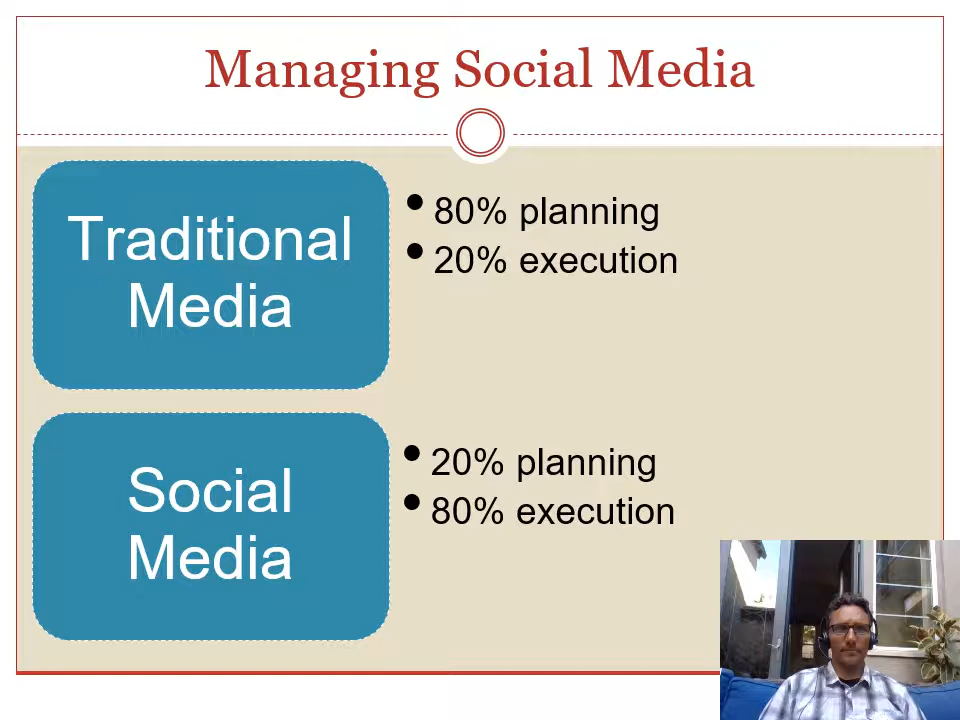 Managing Social Media
Traditional
Media
• 80% planning
• 20% execution
Social
Media
• 20% planning
• 80% execution